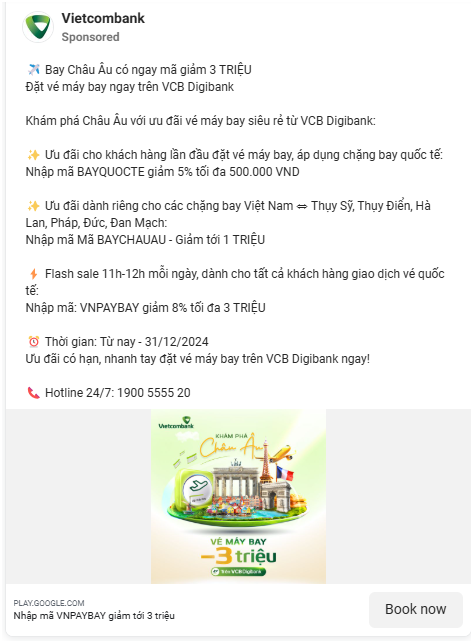 Vietcombank
Sponsored
✈️ Bay Châu Âu có ngay mã giảm 3 TRIỆU
Đặt vé máy bay ngay trên VCB Digibank
Khám phá Châu Âu với ưu đãi vé máy bay siêu rẻ từ VCB Digibank:
✨ Ưu đãi cho khách hàng lần đầu đặt vé máy bay, áp dụng chặng bay quốc tế:
Nhập mã BAYQUOCTE giảm 5% tối đa 500.000 VND
✨ Ưu đãi dành riêng cho các chặng bay Việt Nam ⇔ Thụy Sỹ, Thụy Điển, Hà
Lan, Pháp, Đức, Đan Mạch:
Nhập mã Mã BAYCHAUAU - Giảm tới 1 TRIỆU
⚡ Flash sale 11h-12h mỗi ngày, dành cho tất cả khách hàng giao dịch vé quốc
tế:
Nhập mã: VNPAYBAY giảm 8% tối đa 3 TRIỆU
⏰ Thời gian: Từ nay - 31/12/2024
Ưu đãi có hạn, nhanh tay đặt vé máy bay trên VCB Digibank ngay!
📞 Hotline 24/7: 1900 5555 20
Vietcombank
KHÁM PHÁ
Châu Âu
VÉ MÁY BAY
-3 triệu
trên VCB Digibank
PLAY.GOOGLE.COM
Nhập mã VNPAYBAY giảm tới 3 triệu
Book now